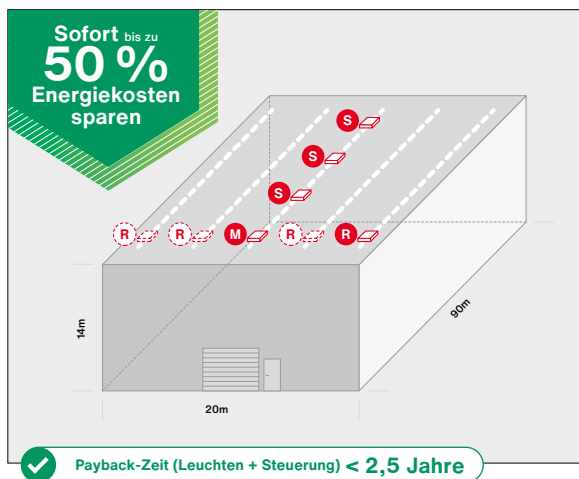 Sofort bis zu
50 %
Energiekosten
sparen
S
S
S
R R M R R
14m
90m
20m
Payback-Zeit (Leuchten + Steuerung) < 2,5 Jahre